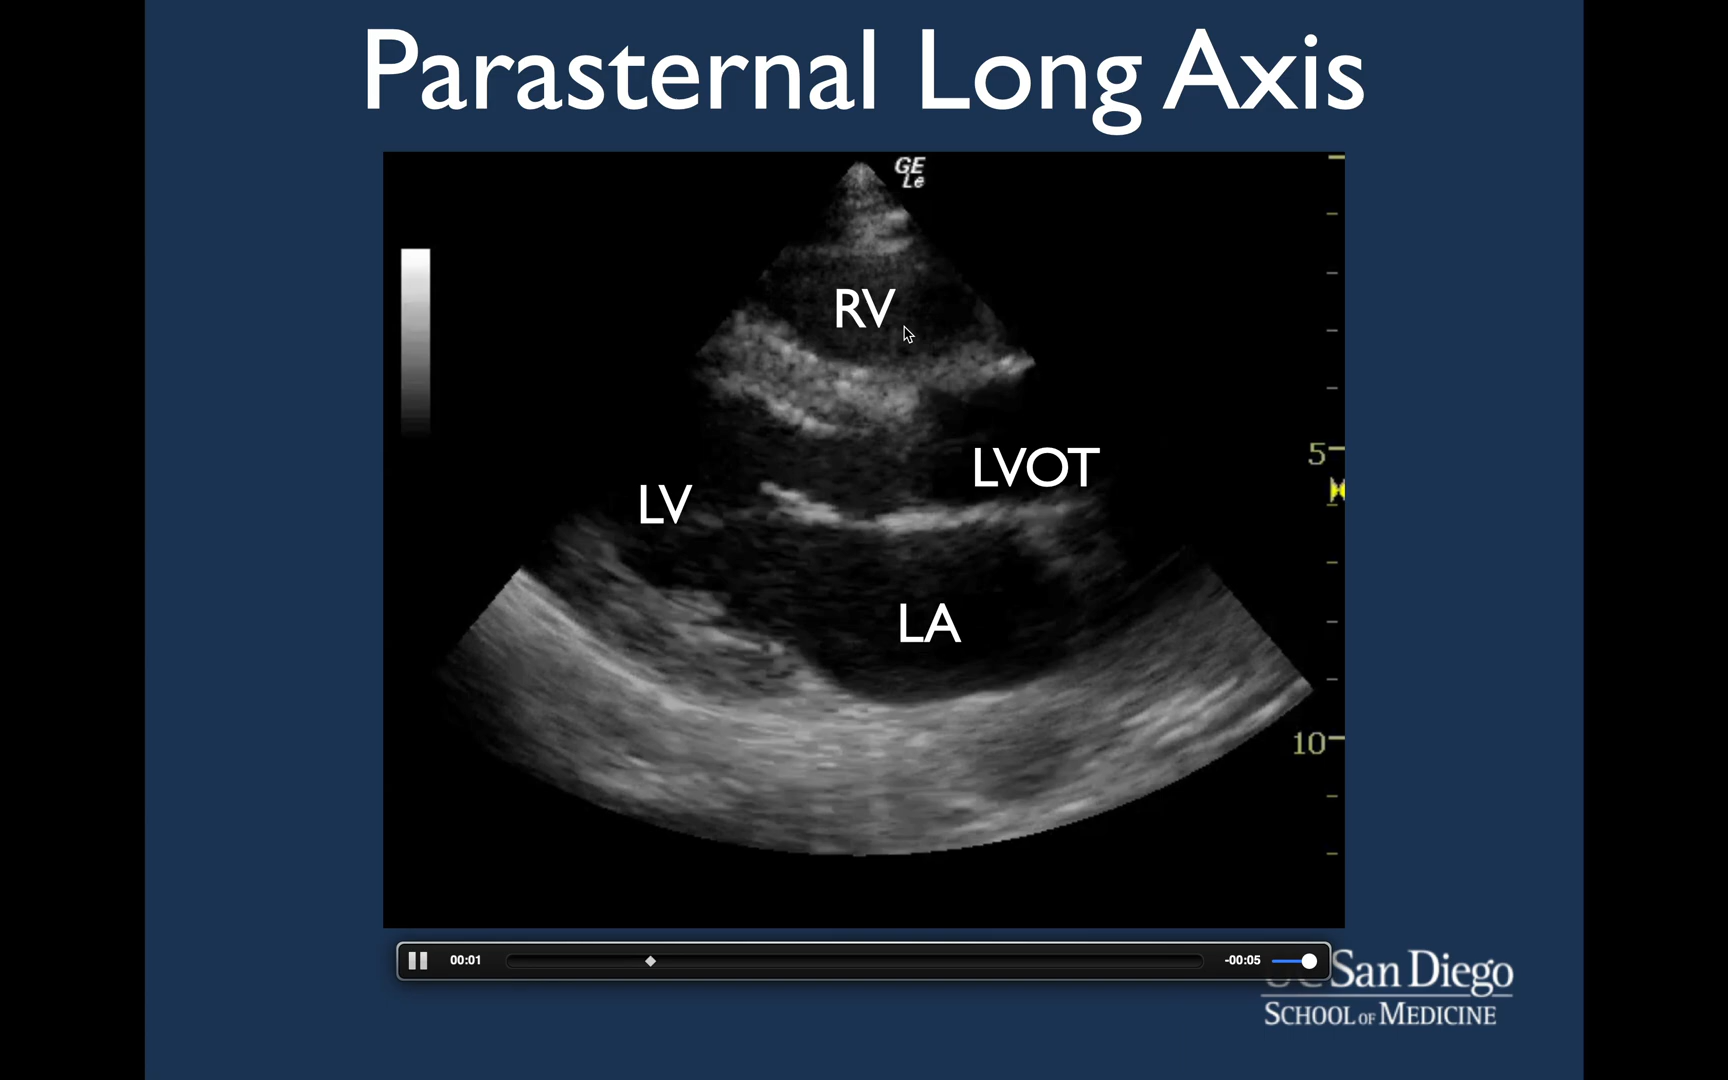 Parasternal Long Axis
GE
Le
RV
5
LVOT
LV
LA
10
00:01
-00:05
San Diego
SCHOOL OF MEDICINE